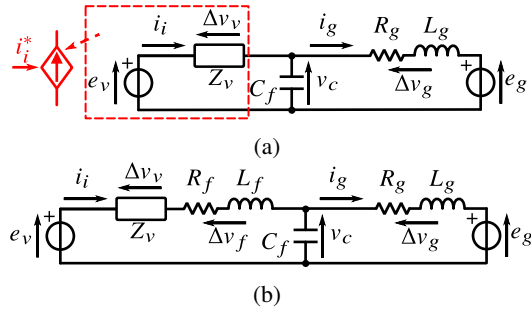 i_i^* e_v + i_i Δv_v Z_v C_f v_c i_g R_g L_g Δv_g + e_g
(a)
e_v + i_i Δv_v Z_v R_f L_f Δv_f C_f v_c i_g R_g L_g Δv_g + e_g
(b)